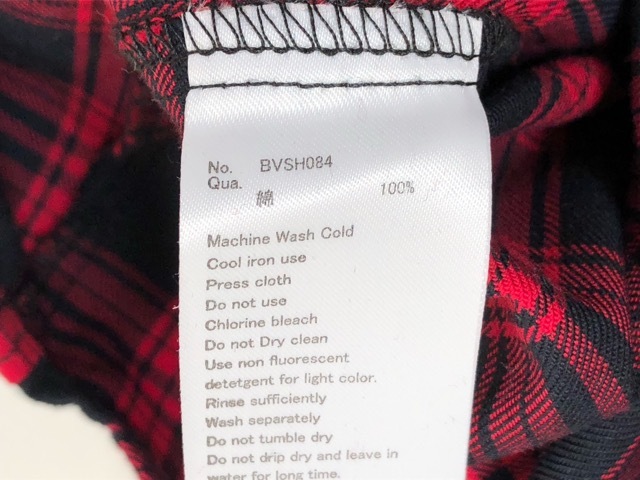 No. BVSH084
Qua.
綿 100%
Machine Wash Cold
Cool iron use
Press cloth
Do not use
Chlorine bleach
Do not Dry clean
Use non fluorescent
detetgent for light color.
Rinse sufficiently
Wash separately
Do not tumble dry
Do not drip dry and leave in
water for long time.